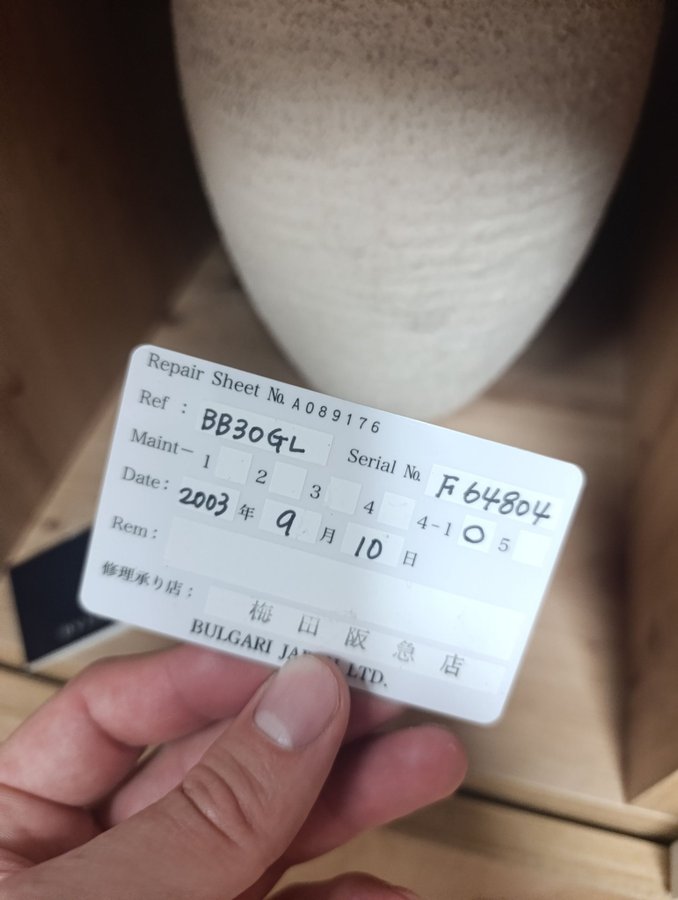 Repair Sheet № A089176
Ref : BB30GL Serial № F64804
Maint- 1 2 3 4 4-1 O 5
Date: 2003 年 9 月 10 日
Rem:
修理承り店: 梅田阪急店
BULGARI LTD.